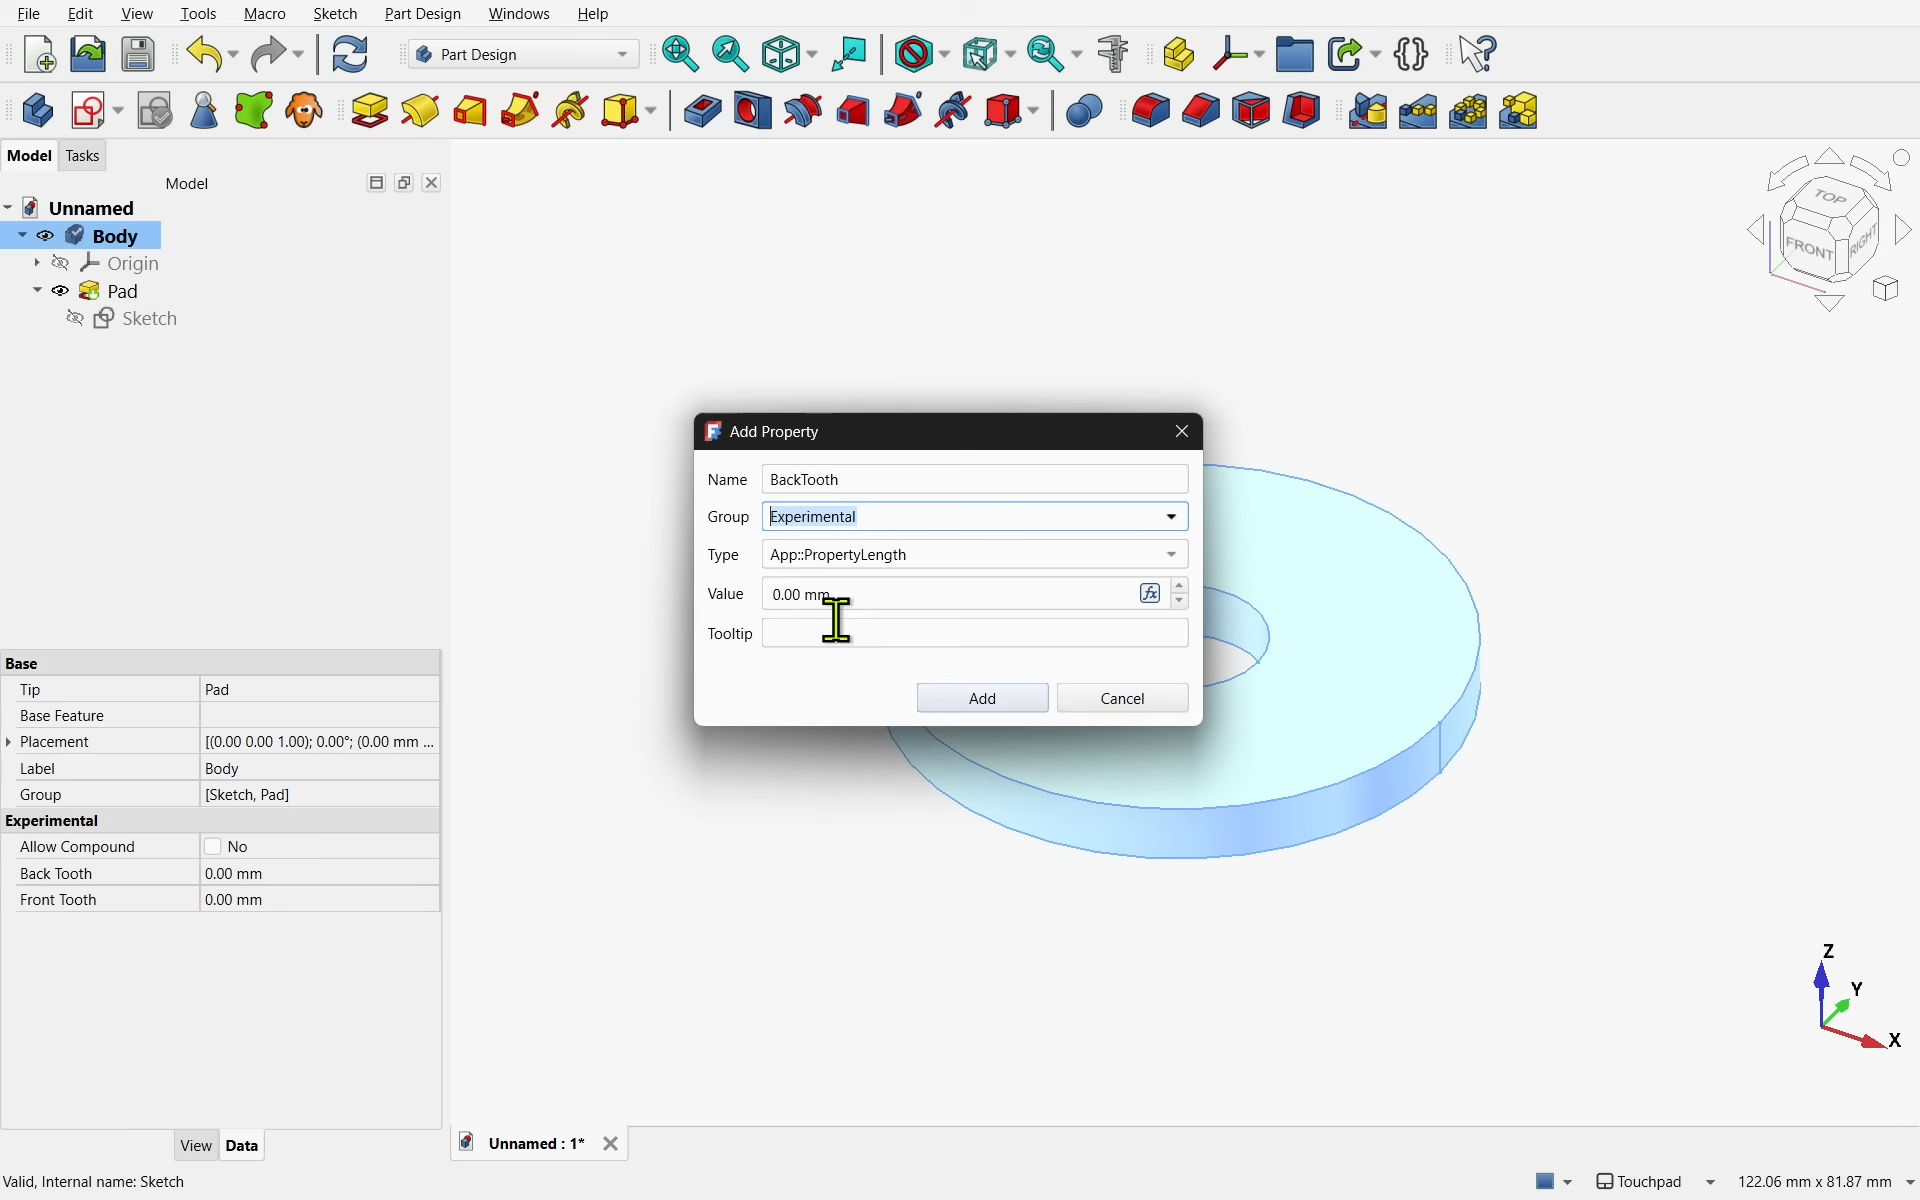 File Edit View Tools Macro Sketch Part Design Windows Help
Part Design
Model Tasks
Model
Unnamed
Body
Origin
Pad
Sketch
TOP
FRONT
RIGHT
Add Property
Name BackTooth
Group Experimental
Type App::PropertyLength
Value 0.00 mm
Tooltip
Add Cancel
Base
Tip Pad
Base Feature
Placement [(0.00 0.00 1.00); 0.00°; (0.00 mm ...
Label Body
Group [Sketch, Pad]
Experimental
Allow Compound No
Back Tooth 0.00 mm
Front Tooth 0.00 mm
Z
Y
X
View Data
Unnamed : 1*
Valid, Internal name: Sketch
Touchpad 122.06 mm x 81.87 mm